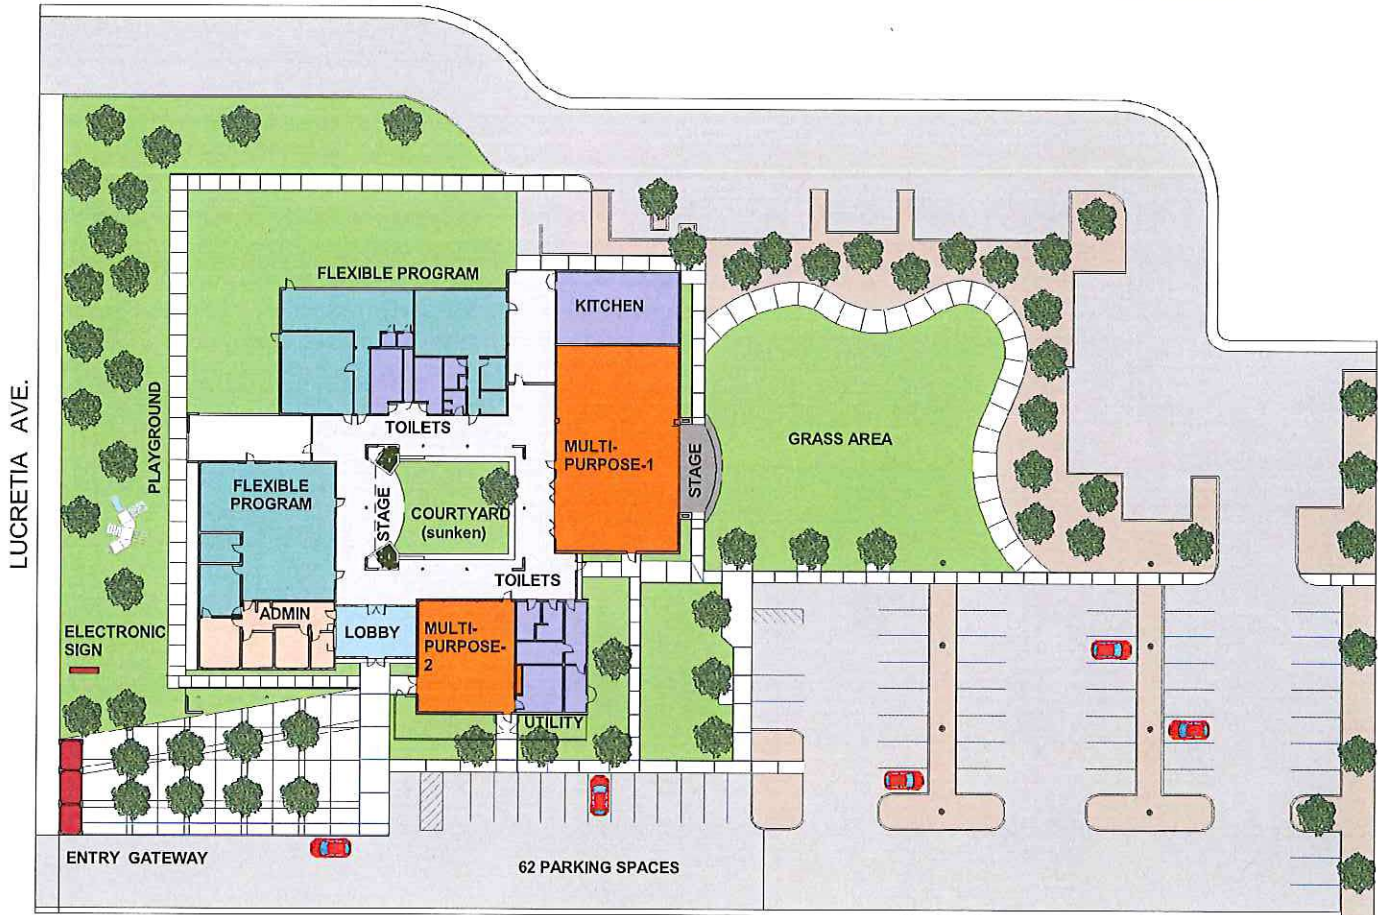 FLEXIBLE PROGRAM
KITCHEN
LUCRETIA AVE.
PLAYGROUND
TOILETS
MULTI-
PURPOSE-1
STAGE
GRASS AREA
FLEXIBLE
PROGRAM
STAGE
COURTYARD
(sunken)
TOILETS
ADMIN
ELECTRONIC
SIGN
LOBBY
MULTI-
PURPOSE-
2
UTILITY
ENTRY GATEWAY
62 PARKING SPACES